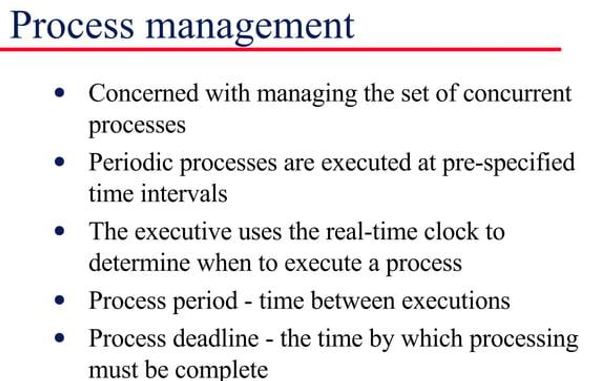 Process management
• Concerned with managing the set of concurrent
processes
• Periodic processes are executed at pre-specified
time intervals
• The executive uses the real-time clock to
determine when to execute a process
• Process period - time between executions
• Process deadline - the time by which processing
must be complete